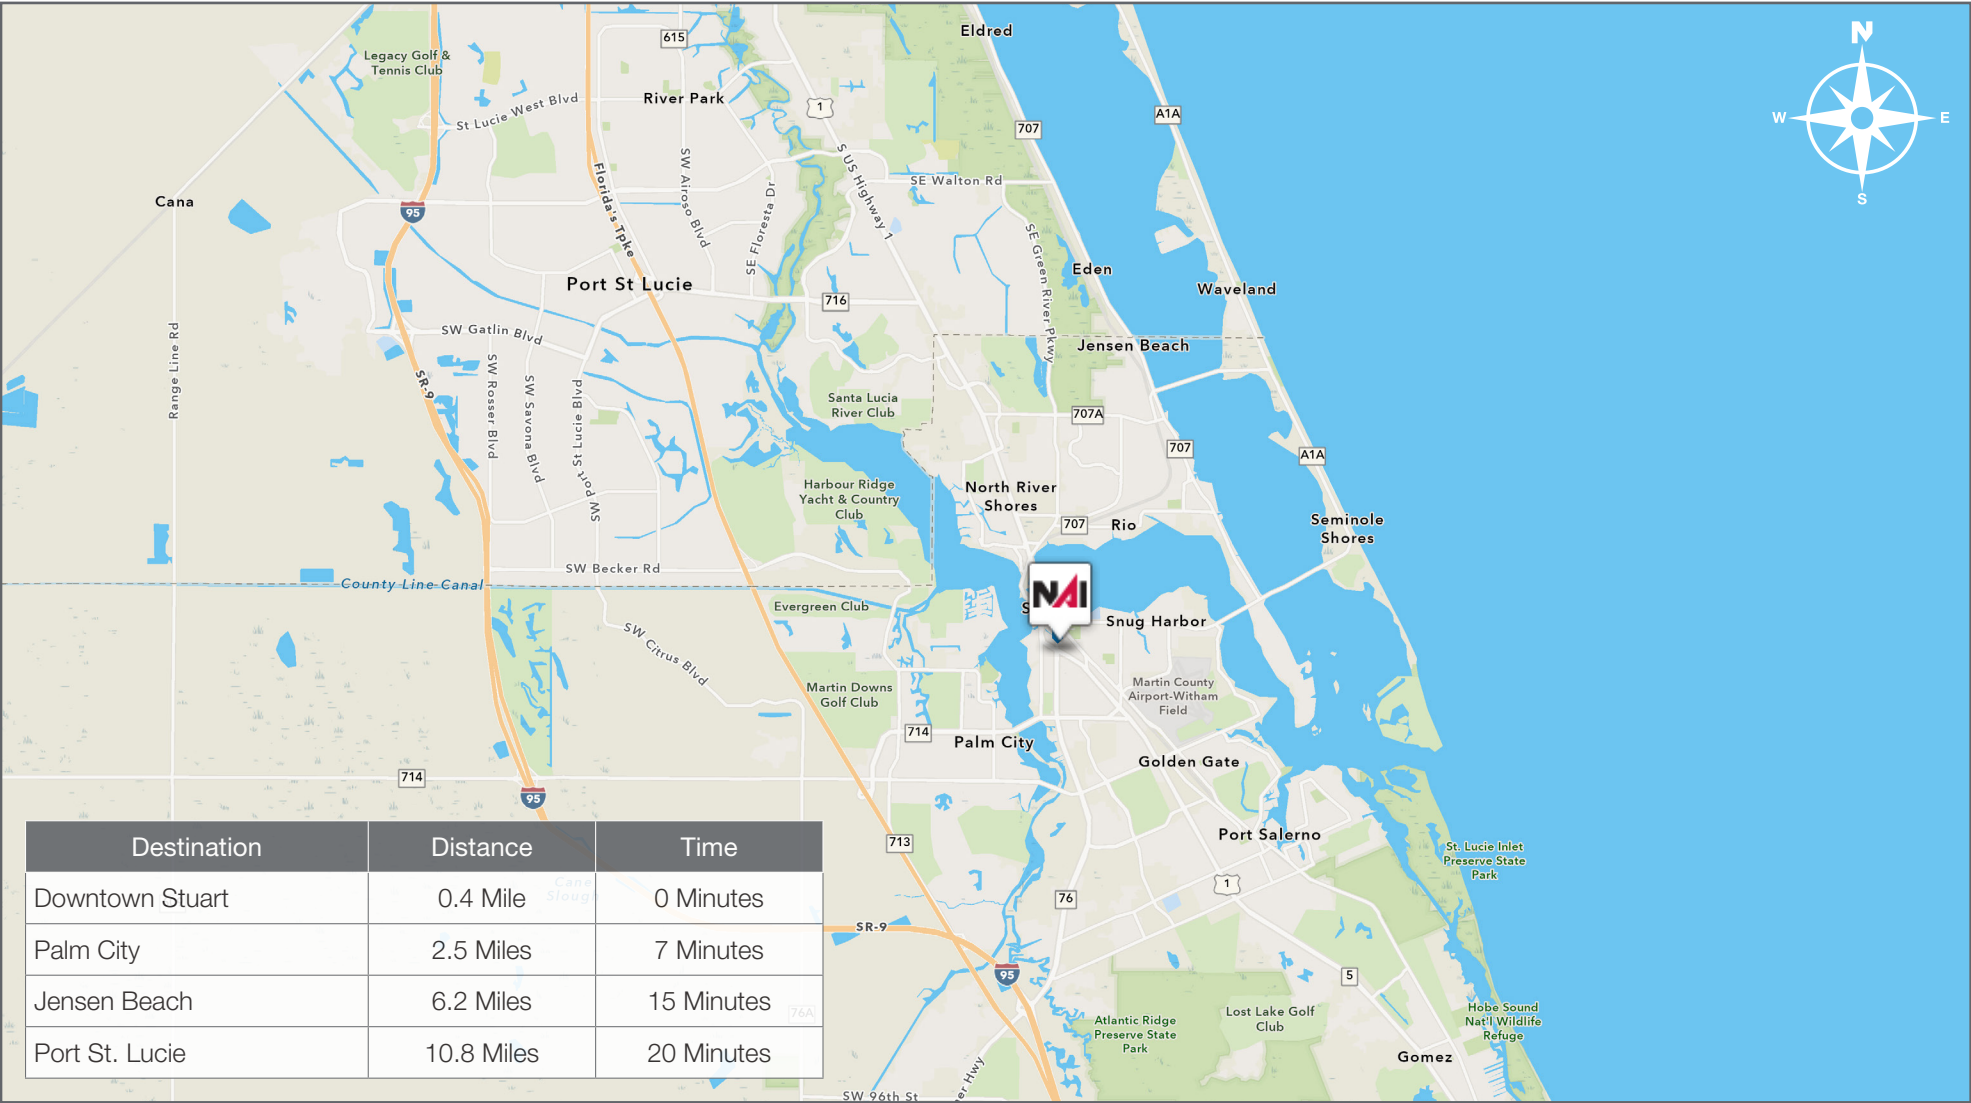 Eldred
N
615
Legacy Golf &
Tennis Club
River Park
St Lucie West Blvd
1
A1A
W
E
707
S
S US Highway 1
SW Airoso Blvd
Florida's Tpke
SE Walton Rd
SE Floresta Dr
Cana
95
SE Green River Pkwy
Eden
Port St Lucie
Waveland
716
SW Gatlin Blvd
Jensen Beach
Range Line Rd
SR-9
SW Rosser Blvd
SW Savona Blvd
SW Port St Lucie Blvd
Santa Lucia
River Club
707A
707
A1A
Harbour Ridge
Yacht & Country
Club
North River
Shores
707
Rio
Seminole
Shores
SW Becker Rd
County Line Canal
NAI
S
Evergreen Club
Snug Harbor
SW Citrus Blvd
Martin Downs
Golf Club
Martin County
Airport-Witham
Field
714
Palm City
Golden Gate
714
95
Port Salerno
713
St. Lucie Inlet
Preserve State
Park
1
76
Cane
Slough
SR-9
95
5
76A
Atlantic Ridge
Preserve State
Park
Lost Lake Golf
Club
Hobe Sound
Nat'l Wildlife
Refuge
Gomez
SW 96th St
er Hwy
Destination Distance Time
Downtown Stuart 0.4 Mile 0 Minutes
Palm City 2.5 Miles 7 Minutes
Jensen Beach 6.2 Miles 15 Minutes
Port St. Lucie 10.8 Miles 20 Minutes